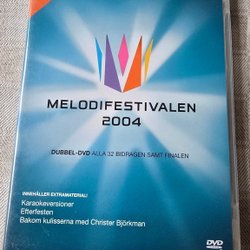 MELODIFESTIVALEN
2004
DUBBEL-DVD ALLA 32 BIDRAGEN SAMT FINALEN
INNEHÅLLER EXTRAMATERIAL!
Karaokeversioner
Efterfesten
Bakom kulisserna med Christer Björkman
DVD